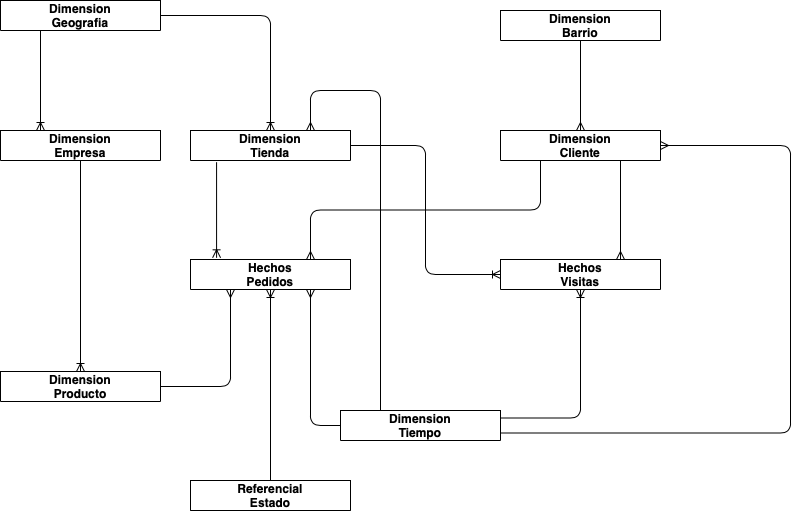 Dimension
Geografia
Dimension
Barrio
Dimension
Empresa
Dimension
Tienda
Dimension
Cliente
Hechos
Pedidos
Hechos
Visitas
Dimension
Producto
Dimension
Tiempo
Referencial
Estado